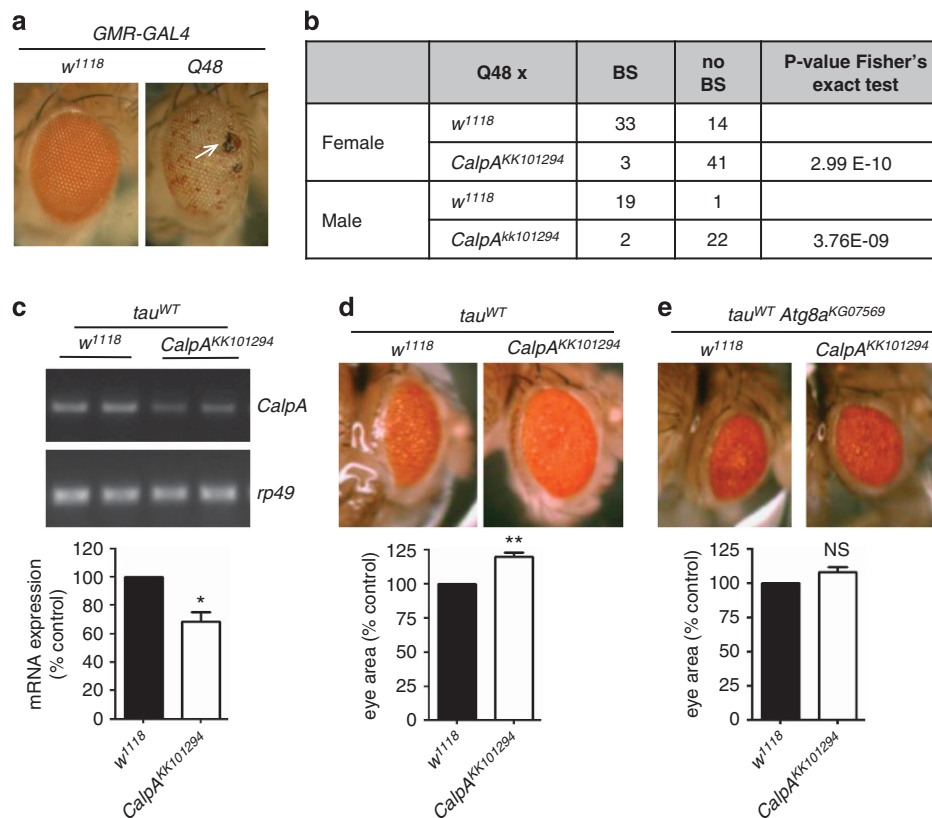 a
GMR-GAL4
w1118 Q48
b
Q48 x BS no BS P-value Fisher's exact test
Female w1118 33 14
CalpAKK101294 3 41 2.99 E-10
Male w1118 19 1
CalpAkk101294 2 22 3.76E-09
c
tauWT
w1118 CalpAKK101294
CalpA
rp49
mRNA expression
(% control)
120
100
80
60
40
20
0
*
w1118
CalpAKK101294
d
tauWT
w1118 CalpAKK101294
eye area (% control)
125
100
75
50
25
0
**
w1118
CalpAKK101294
e
tauWT Atg8aKG07569
w1118 CalpAKK101294
eye area (% control)
125
100
75
50
25
0
NS
w1118
CalpAKK101294